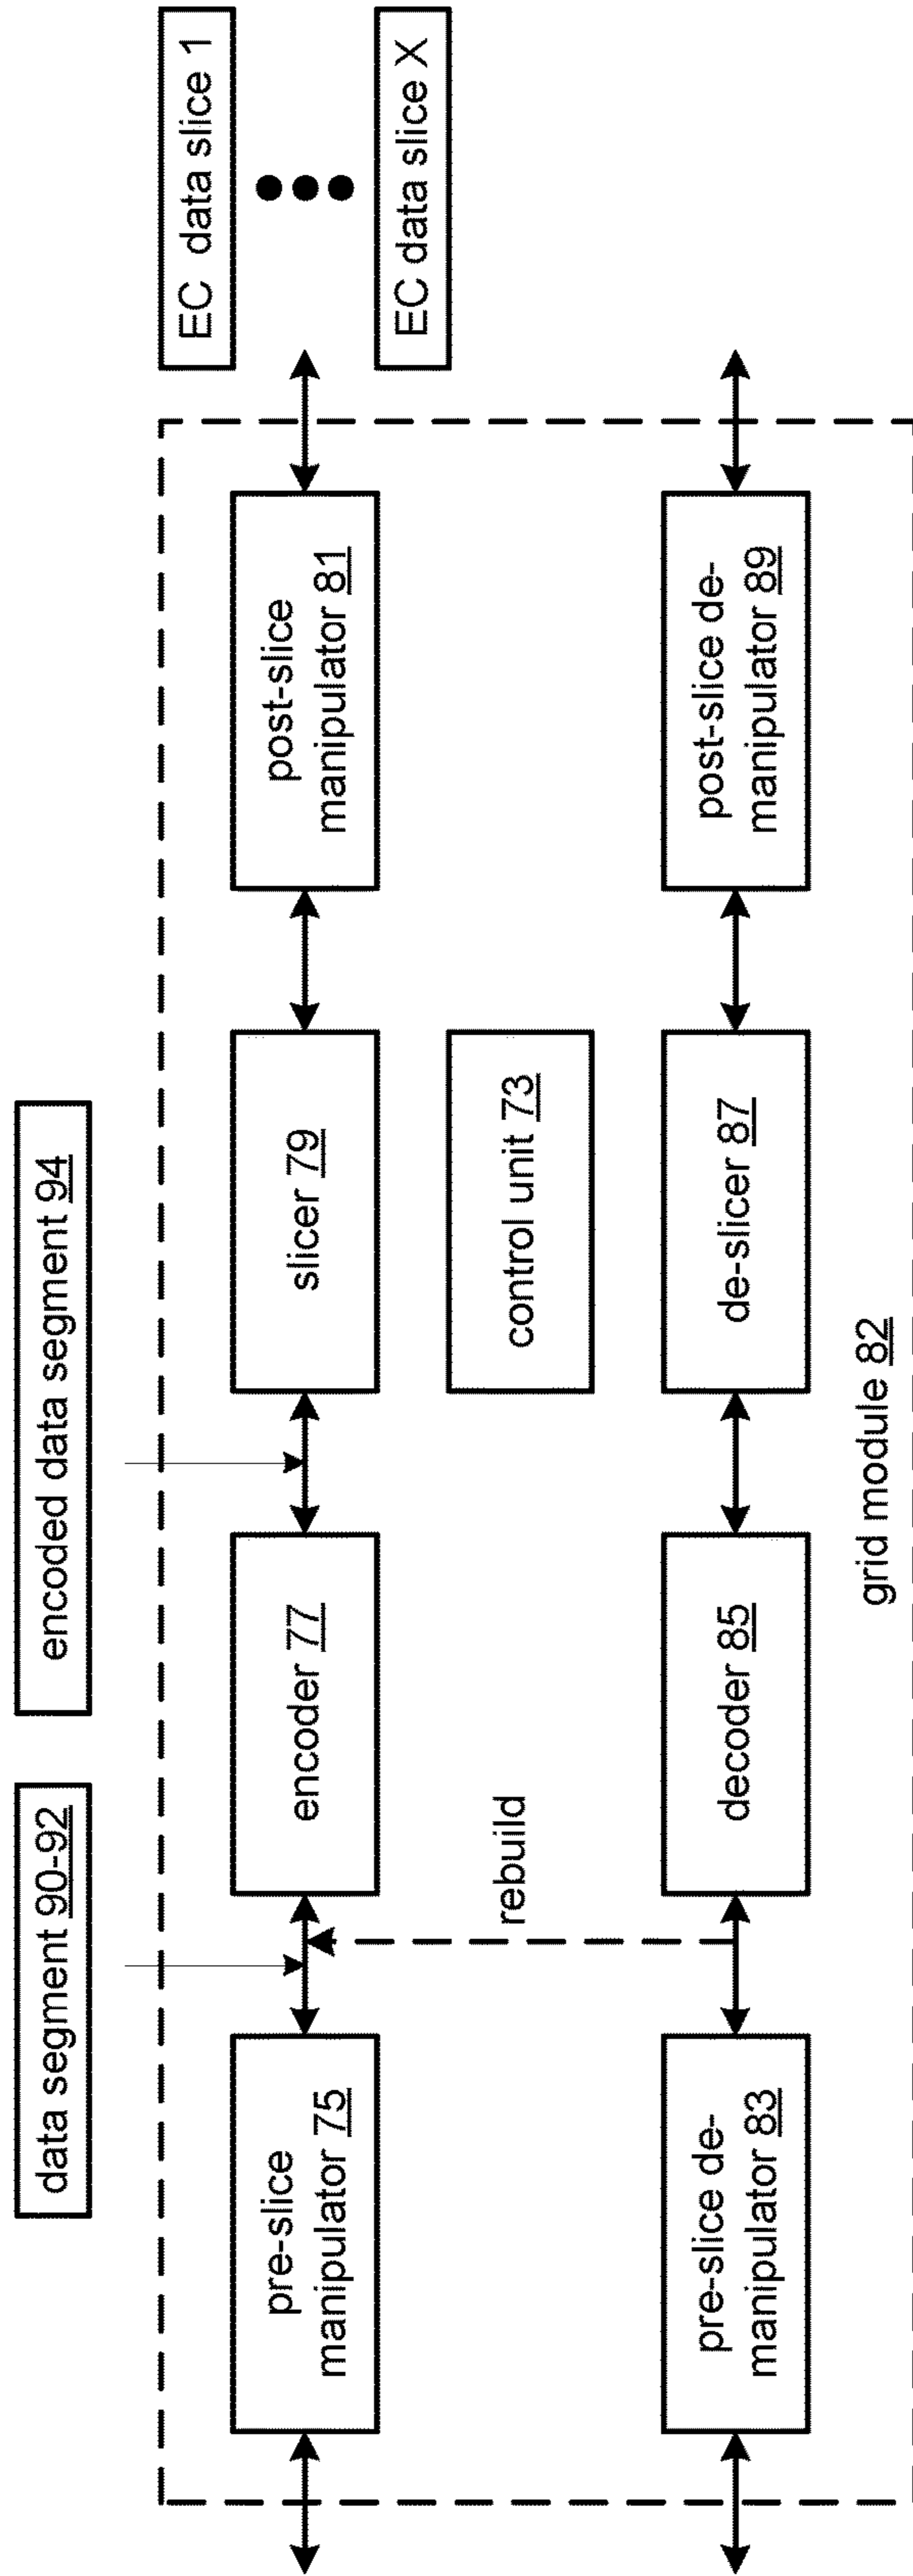 data segment 90-92
encoded data segment 94
EC data slice 1
EC data slice X
pre-slice
manipulator 75
encoder 77
slicer 79
post-slice
manipulator 81
rebuild
control unit 73
pre-slice de-
manipulator 83
decoder 85
de-slicer 87
post-slice de-
manipulator 89
grid module 82